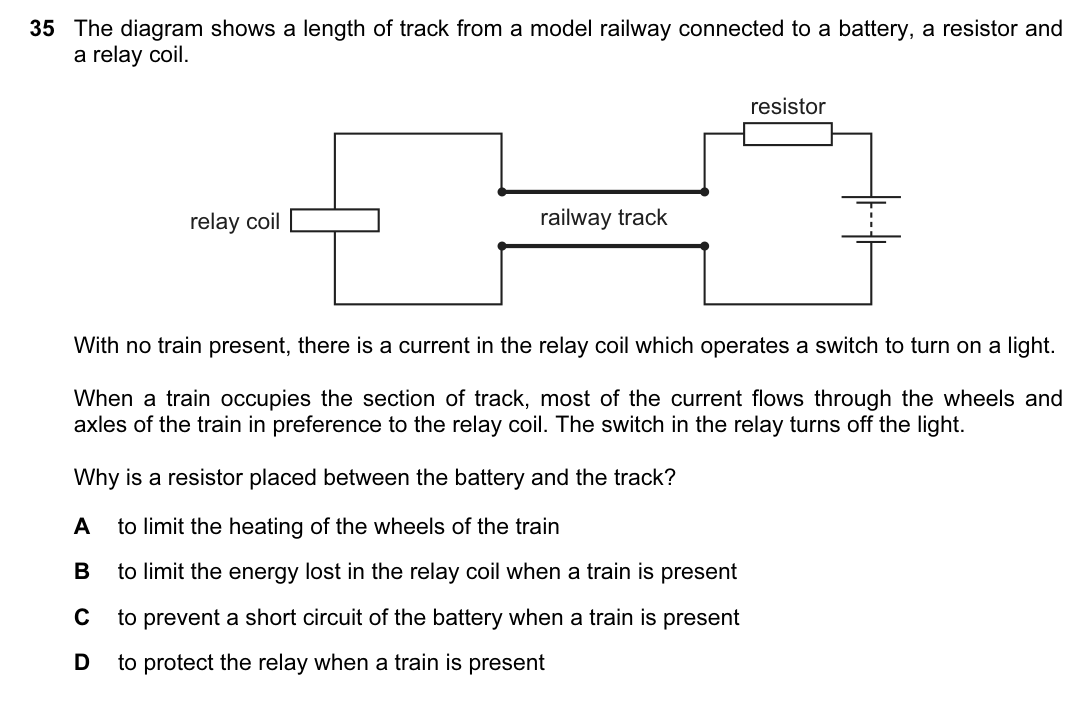 35 The diagram shows a length of track from a model railway connected to a battery, a resistor and
a relay coil.
resistor
relay coil
railway track
With no train present, there is a current in the relay coil which operates a switch to turn on a light.
When a train occupies the section of track, most of the current flows through the wheels and
axles of the train in preference to the relay coil. The switch in the relay turns off the light.
Why is a resistor placed between the battery and the track?
A to limit the heating of the wheels of the train
B to limit the energy lost in the relay coil when a train is present
C to prevent a short circuit of the battery when a train is present
D to protect the relay when a train is present